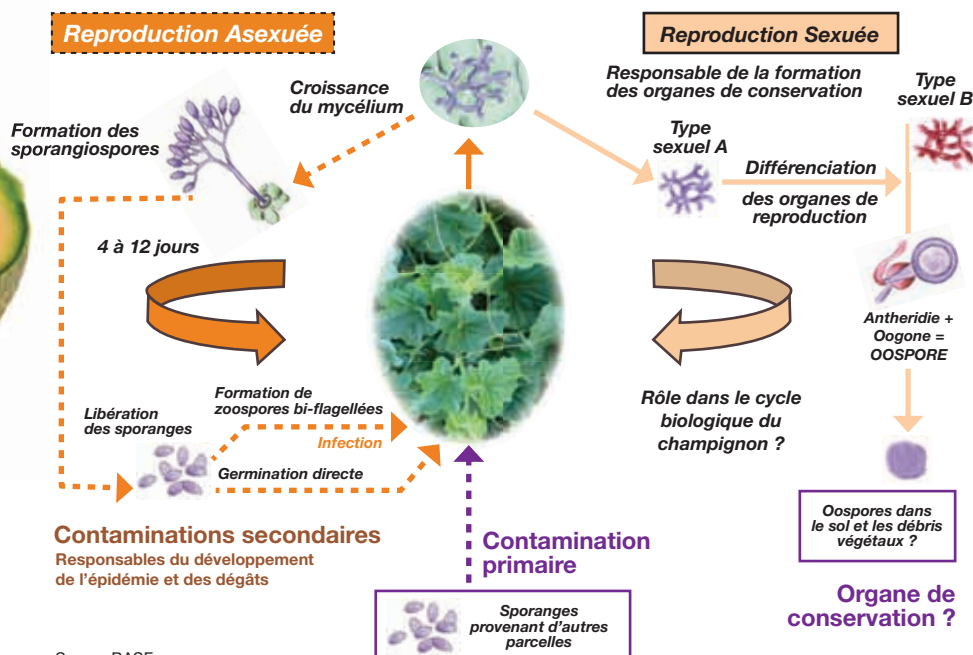 Reproduction Asexuée
Reproduction Sexuée
Croissance
du mycélium
Responsable de la formation
des organes de conservation
Type
sexuel B
Formation des
sporangiospores
Type
sexuel A
Différenciation
des organes de
reproduction
4 à 12 jours
Antheridie +
Oogone =
OOSPORE
Formation de
zoospores bi-flagellées
Infection
Libération
des sporanges
Germination directe
Rôle dans le cycle
biologique du
champignon ?
Oospores dans
le sol et les débris
végétaux ?
Contaminations secondaires
Responsables du développement
de l'épidémie et des dégâts
Contamination
primaire
Organe de
conservation ?
Sporanges
provenant d'autres
parcelles